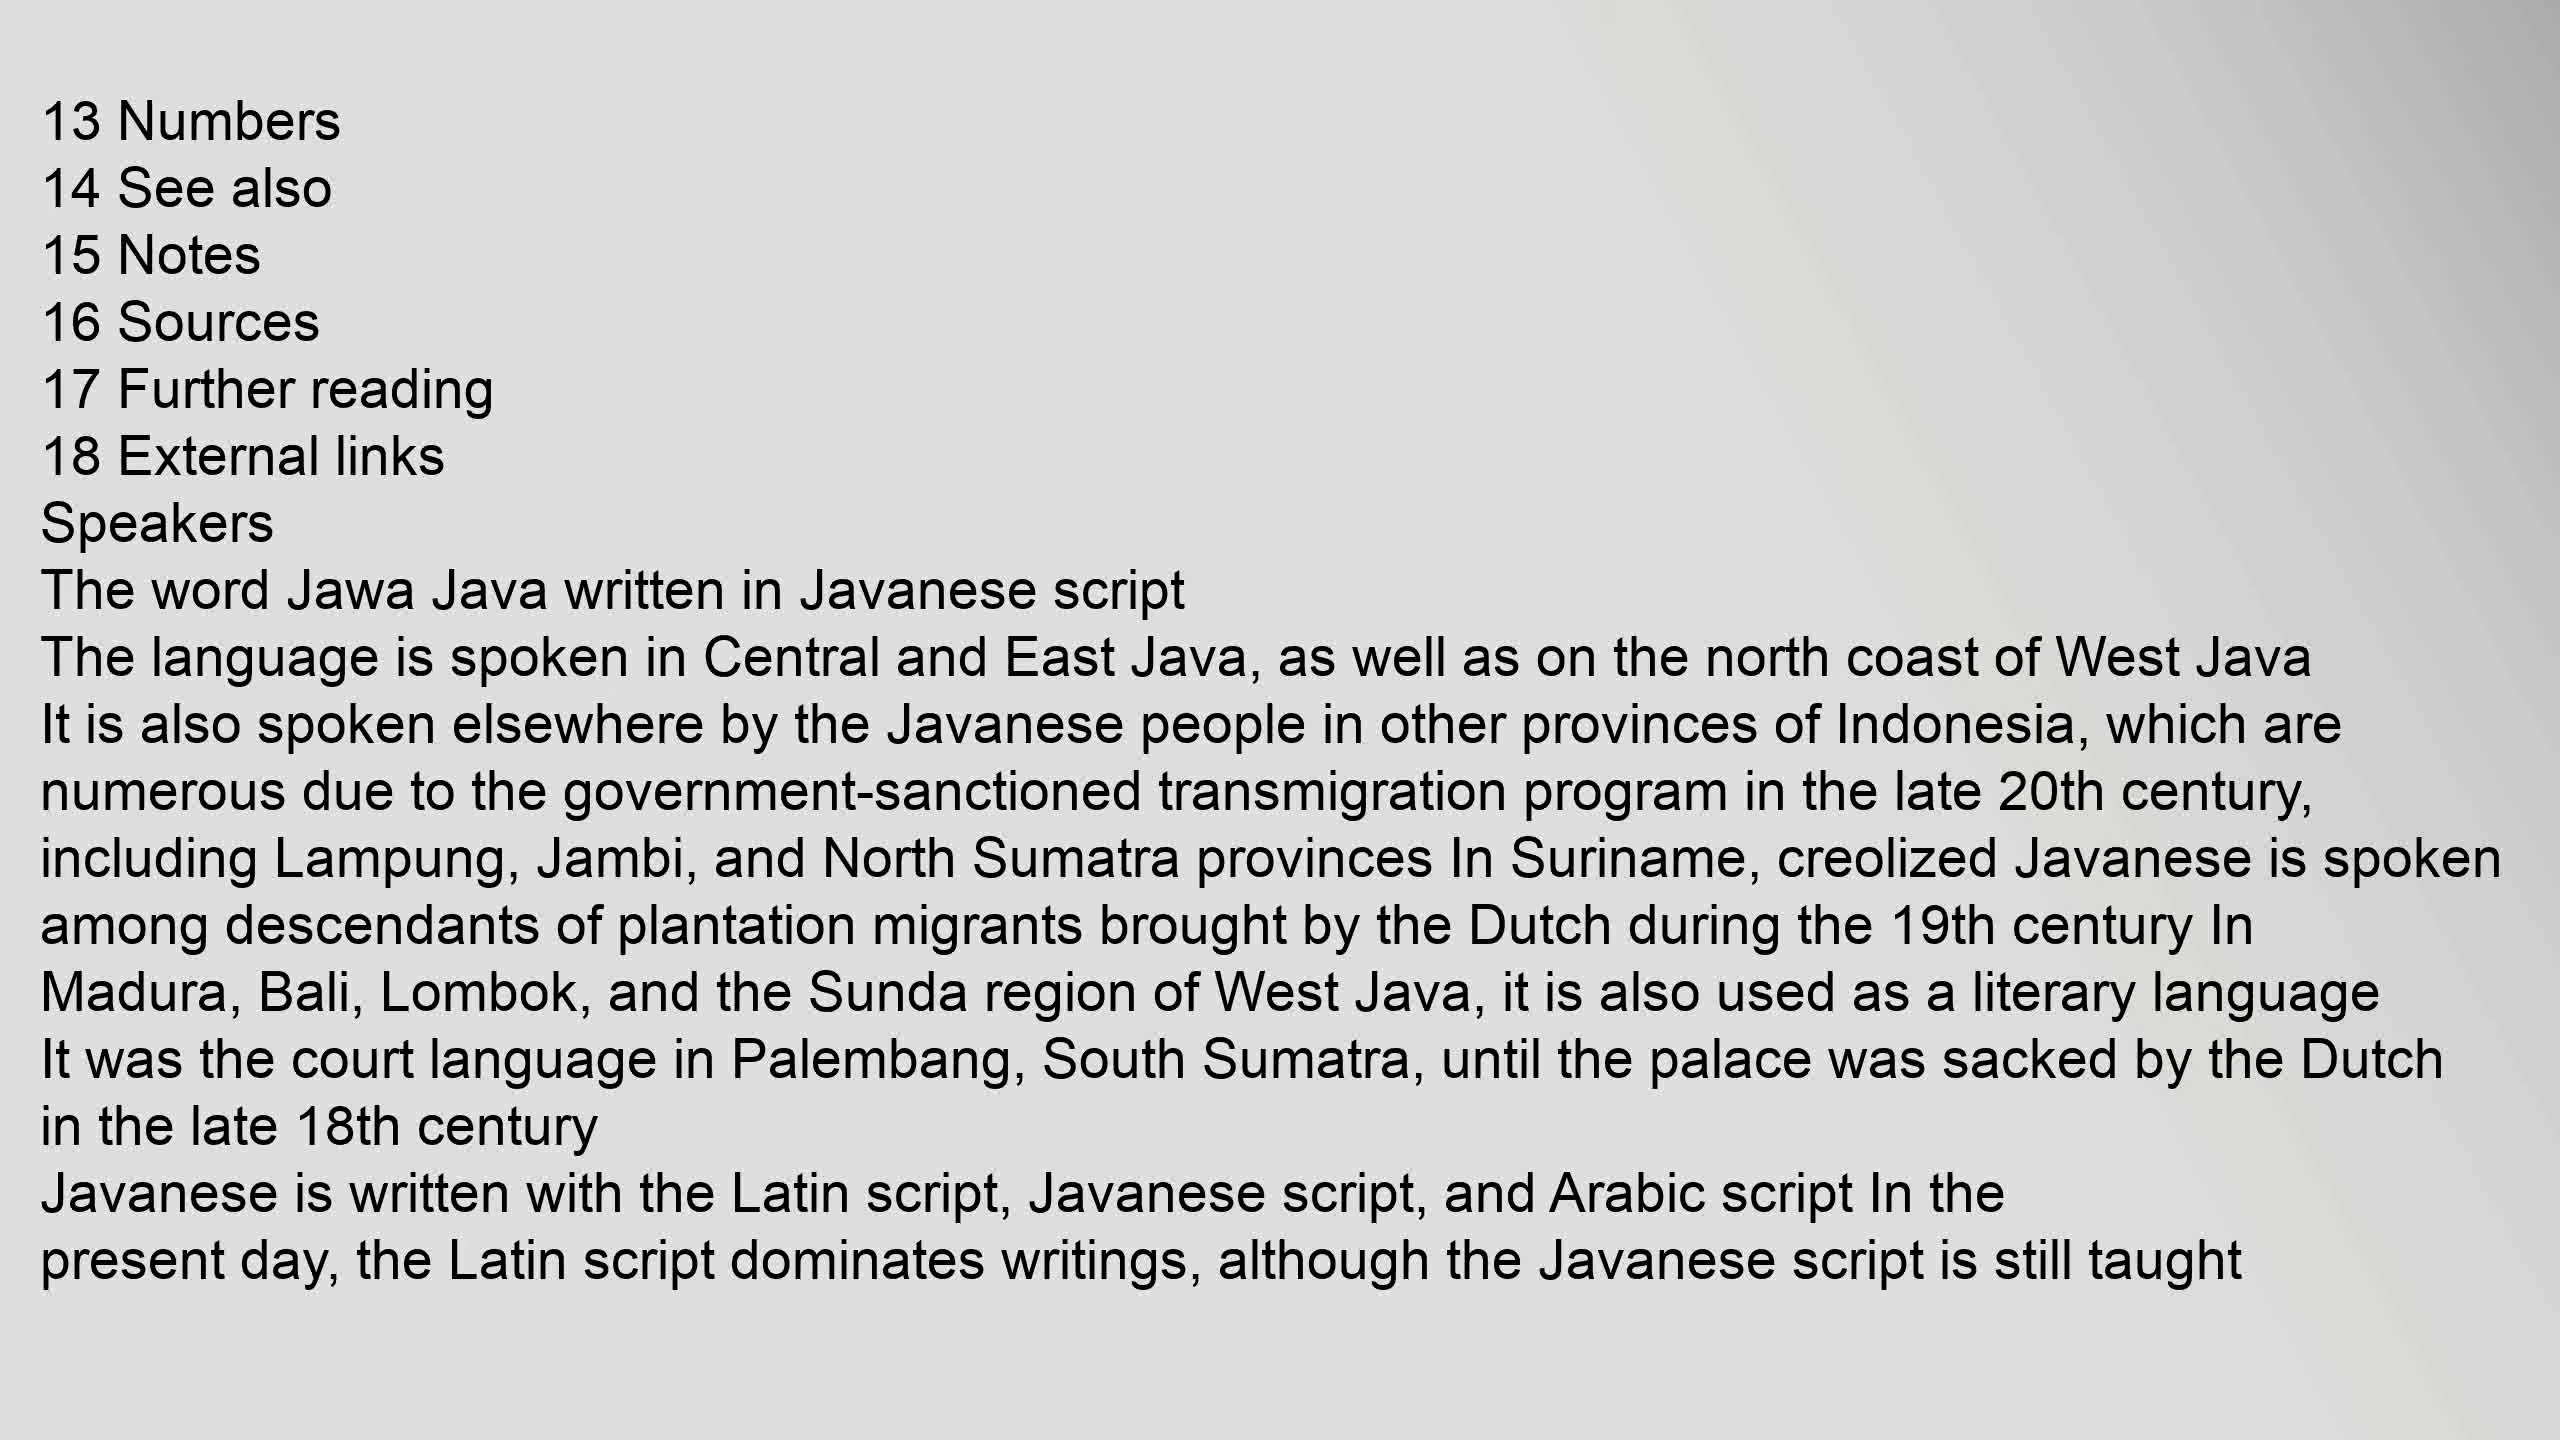 13 Numbers
14 See also
15 Notes
16 Sources
17 Further reading
18 External links
Speakers
The word Jawa Java written in Javanese script
The language is spoken in Central and East Java, as well as on the north coast of West Java
It is also spoken elsewhere by the Javanese people in other provinces of Indonesia, which are
numerous due to the government-sanctioned transmigration program in the late 20th century,
including Lampung, Jambi, and North Sumatra provinces In Suriname, creolized Javanese is spoken
among descendants of plantation migrants brought by the Dutch during the 19th century In
Madura, Bali, Lombok, and the Sunda region of West Java, it is also used as a literary language
It was the court language in Palembang, South Sumatra, until the palace was sacked by the Dutch
in the late 18th century
Javanese is written with the Latin script, Javanese script, and Arabic script In the
present day, the Latin script dominates writings, although the Javanese script is still taught